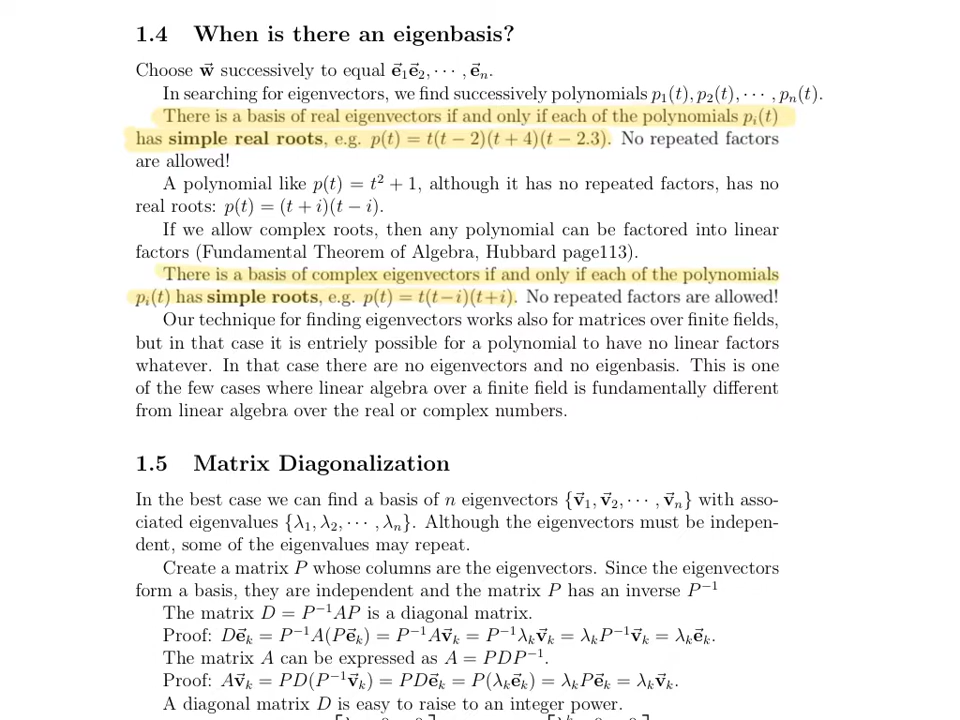 1.4 When is there an eigenbasis?
Choose w⃗ successively to equal e⃗₁e⃗₂, ··· , e⃗ₙ.
In searching for eigenvectors, we find successively polynomials p₁(t), p₂(t), ··· , pₙ(t).
There is a basis of real eigenvectors if and only if each of the polynomials pᵢ(t)
has simple real roots, e.g. p(t) = t(t − 2)(t + 4)(t − 2.3). No repeated factors
are allowed!
A polynomial like p(t) = t² + 1, although it has no repeated factors, has no
real roots: p(t) = (t + i)(t − i).
If we allow complex roots, then any polynomial can be factored into linear
factors (Fundamental Theorem of Algebra, Hubbard page113).
There is a basis of complex eigenvectors if and only if each of the polynomials
pᵢ(t) has simple roots, e.g. p(t) = t(t−i)(t+i). No repeated factors are allowed!
Our technique for finding eigenvectors works also for matrices over finite fields,
but in that case it is entriely possible for a polynomial to have no linear factors
whatever. In that case there are no eigenvectors and no eigenbasis. This is one
of the few cases where linear algebra over a finite field is fundamentally different
from linear algebra over the real or complex numbers.
1.5 Matrix Diagonalization
In the best case we can find a basis of n eigenvectors {v⃗₁, v⃗₂, ··· , v⃗ₙ} with asso-
ciated eigenvalues {λ₁, λ₂, ··· , λₙ}. Although the eigenvectors must be indepen-
dent, some of the eigenvalues may repeat.
Create a matrix P whose columns are the eigenvectors. Since the eigenvectors
form a basis, they are independent and the matrix P has an inverse P⁻¹
The matrix D = P⁻¹AP is a diagonal matrix.
Proof: De⃗ₖ = P⁻¹A(Pe⃗ₖ) = P⁻¹Av⃗ₖ = P⁻¹λₖv⃗ₖ = λₖP⁻¹v⃗ₖ = λₖe⃗ₖ.
The matrix A can be expressed as A = PDP⁻¹.
Proof: Av⃗ₖ = PD(P⁻¹v⃗ₖ) = PDe⃗ₖ = P(λₖe⃗ₖ) = λₖPe⃗ₖ = λₖv⃗ₖ.
A diagonal matrix D is easy to raise to an integer power.